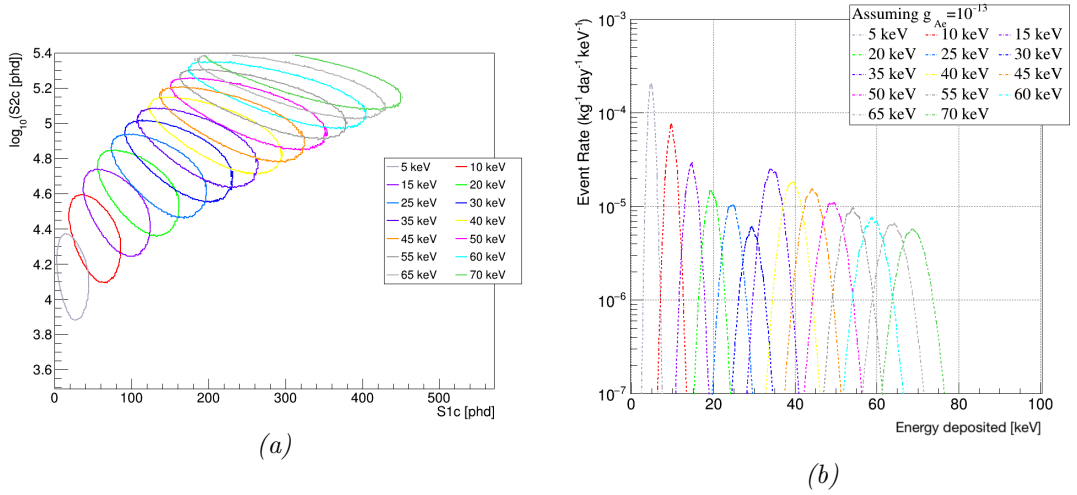 log₁₀(S2c [phd])
5.4
5.2
5
4.8
4.6
4.4
4.2
4
3.8
3.6
0 100 200 300 400 500
S1c [phd]
5 keV 10 keV
15 keV 20 keV
25 keV 30 keV
35 keV 40 keV
45 keV 50 keV
55 keV 60 keV
65 keV 70 keV
(a)
Event Rate (kg⁻¹ day⁻¹ keV⁻¹)
10⁻³
10⁻⁴
10⁻⁵
10⁻⁶
10⁻⁷
0 20 40 60 80 100
Energy deposited [keV]
Assuming g_Ae=10⁻¹³
5 keV 10 keV 15 keV
20 keV 25 keV 30 keV
35 keV 40 keV 45 keV
50 keV 55 keV 60 keV
65 keV 70 keV
(b)